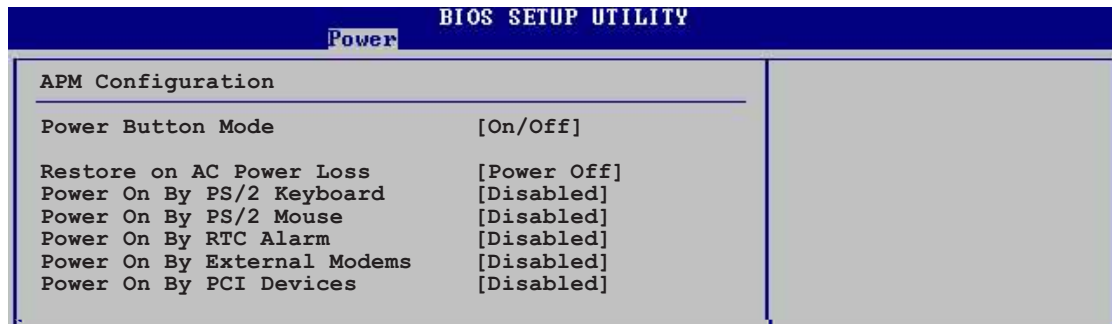 BIOS SETUP UTILITY
Power
APM Configuration
Power Button Mode [On/Off]
Restore on AC Power Loss [Power Off]
Power On By PS/2 Keyboard [Disabled]
Power On By PS/2 Mouse [Disabled]
Power On By RTC Alarm [Disabled]
Power On By External Modems [Disabled]
Power On By PCI Devices [Disabled]